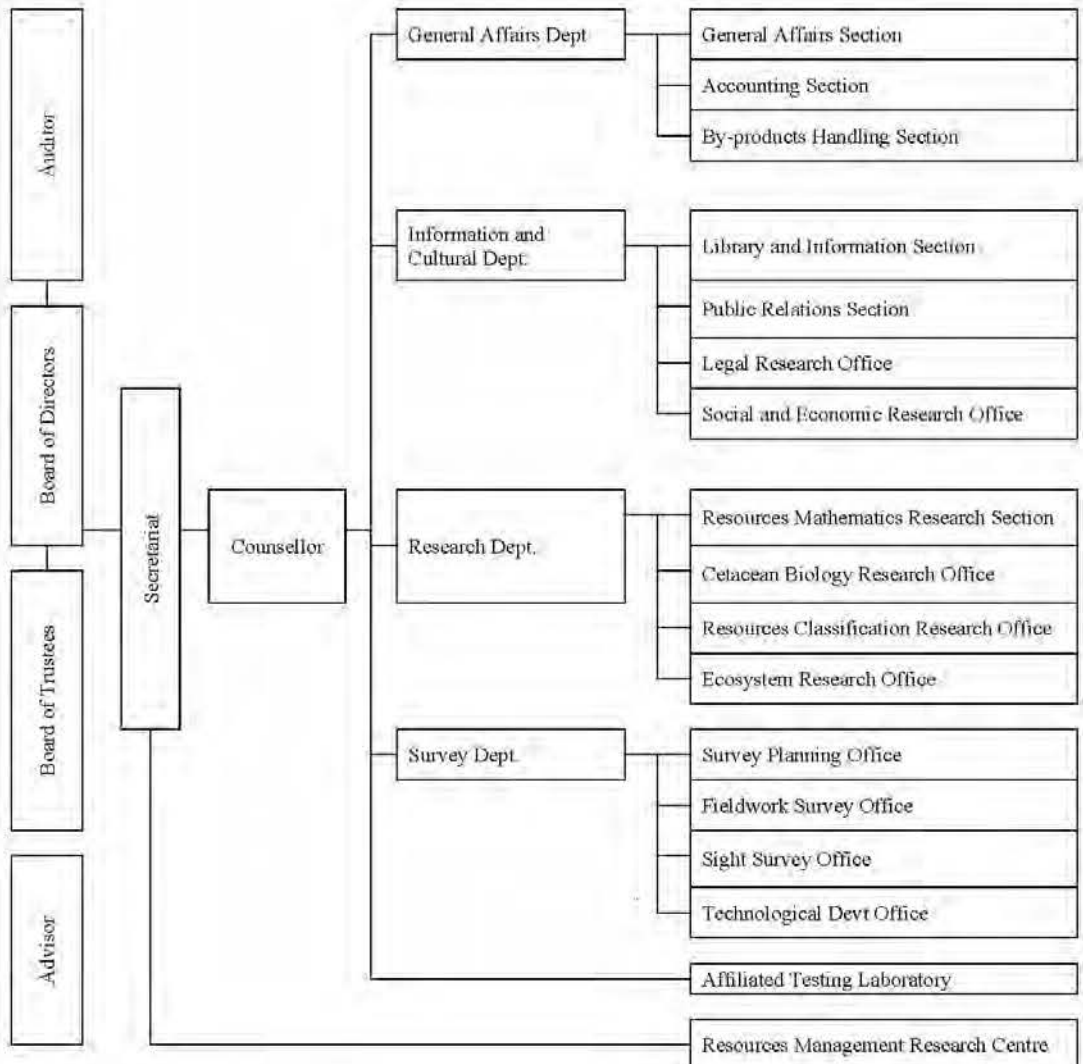 Auditor
Board of Directors
Board of Trustees
Advisor
Secretariat
Counsellor
General Affairs Dept
General Affairs Section
Accounting Section
By-products Handling Section
Information and
Cultural Dept.
Library and Information Section
Public Relations Section
Legal Research Office
Social and Economic Research Office
Research Dept.
Resources Mathematics Research Section
Cetacean Biology Research Office
Resources Classification Research Office
Ecosystem Research Office
Survey Dept.
Survey Planning Office
Fieldwork Survey Office
Sight Survey Office
Technological Devt Office
Affiliated Testing Laboratory
Resources Management Research Centre